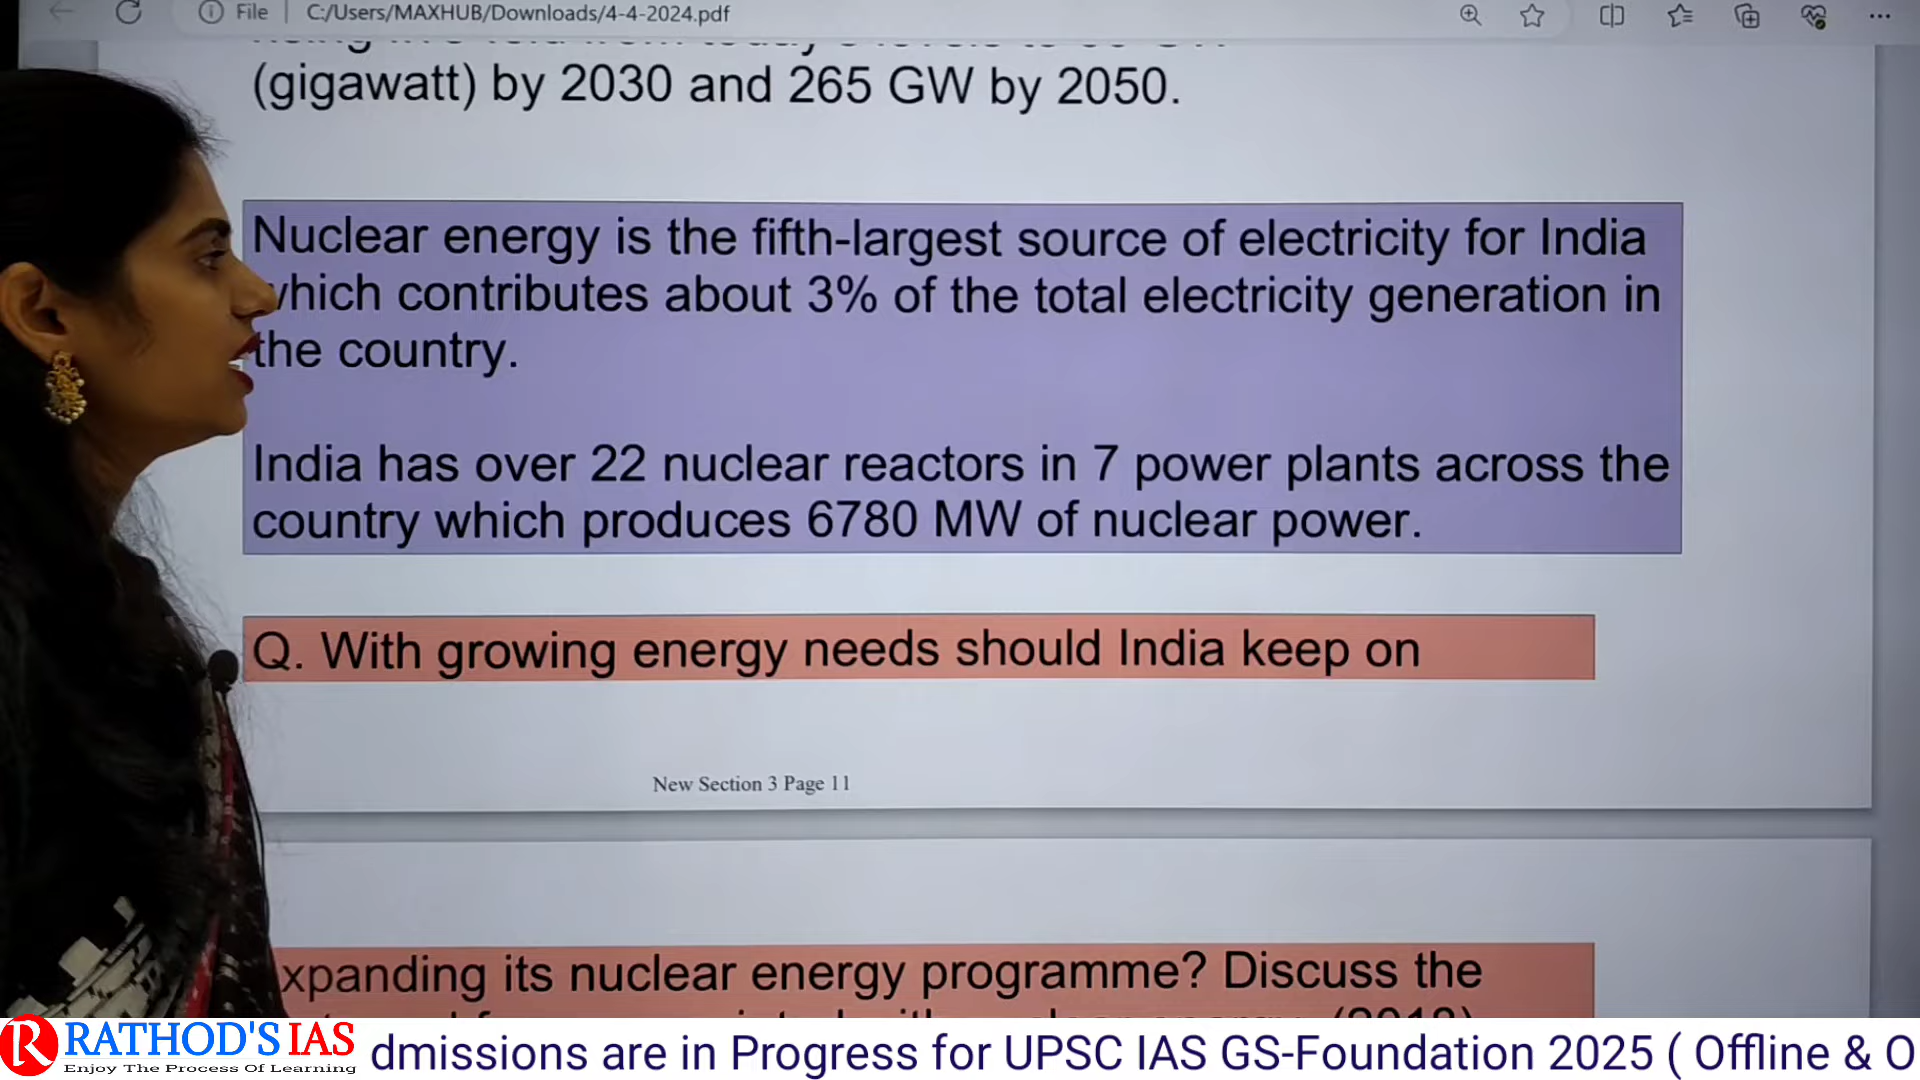 File C:/Users/MAXHUB/Downloads/4-4-2024.pdf
(gigawatt) by 2030 and 265 GW by 2050.
Nuclear energy is the fifth-largest source of electricity for India
which contributes about 3% of the total electricity generation in
the country.
India has over 22 nuclear reactors in 7 power plants across the
country which produces 6780 MW of nuclear power.
Q. With growing energy needs should India keep on
New Section 3 Page 11
xpanding its nuclear energy programme? Discuss the
RATHOD'S IAS
Enjoy The Process Of Learning
dmissions are in Progress for UPSC IAS GS-Foundation 2025 ( Offline & O